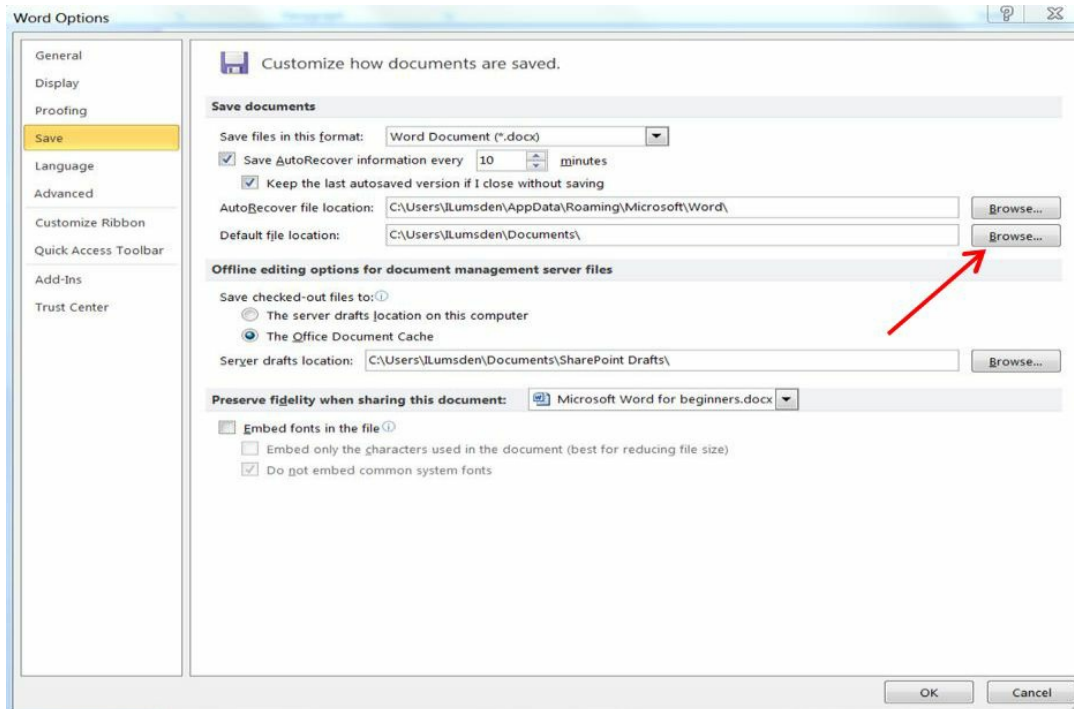 Word Options
General
Display
Proofing
Save
Language
Advanced
Customize Ribbon
Quick Access Toolbar
Add-Ins
Trust Center
Customize how documents are saved.
Save documents
Save files in this format: Word Document (*.docx)
Save AutoRecover information every 10 minutes
Keep the last autosaved version if I close without saving
AutoRecover file location: C:\Users\ILumsden\AppData\Roaming\Microsoft\Word\ Browse...
Default file location: C:\Users\ILumsden\Documents\ Browse...
Offline editing options for document management server files
Save checked-out files to:
The server drafts location on this computer
The Office Document Cache
Server drafts location: C:\Users\ILumsden\Documents\SharePoint Drafts\ Browse...
Preserve fidelity when sharing this document: Microsoft Word for beginners.docx
Embed fonts in the file
Embed only the characters used in the document (best for reducing file size)
Do not embed common system fonts
OK Cancel